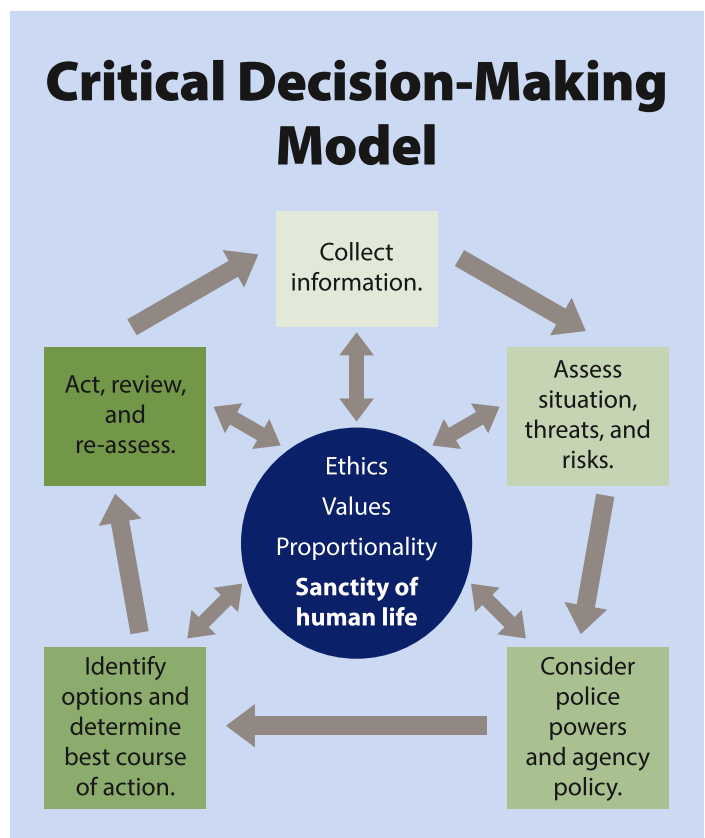 Critical Decision-Making
Model
Collect
information.
Assess
situation,
threats, and
risks.
Consider
police
powers
and agency
policy.
Identify
options and
determine
best course
of action.
Act, review,
and
re-assess.
Ethics
Values
Proportionality
Sanctity of
human life